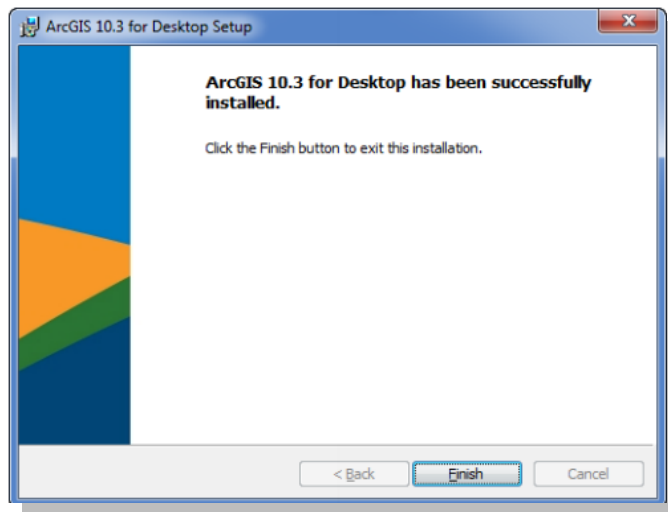 ArcGIS 10.3 for Desktop Setup
ArcGIS 10.3 for Desktop has been successfully
installed.
Click the Finish button to exit this installation.
< Back
Finish
Cancel